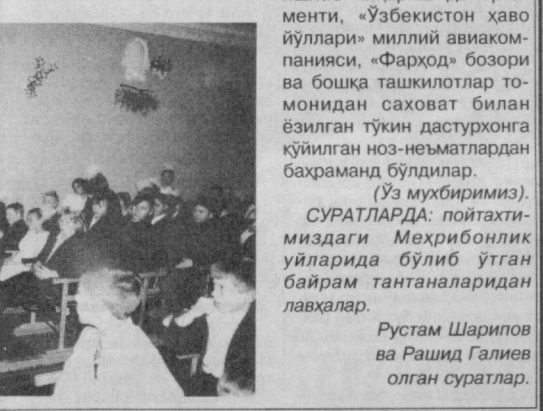 менти, «Ўзбекистон ҳаво
йўллари» миллий авиаком-
панияси, «Фарҳод» бозори
ва бошқа ташкилотлар то-
монидан саховат билан
ёзилган тўкин дастурхонга
қўйилган ноз-неъматлардан
баҳраманд бўлдилар.
(Ўз мухбиримиз).
СУРАТЛАРДА: пойтахти-
миздаги Меҳрибонлик
уйларида бўлиб ўтган
байрам тантаналаридан
лавҳалар.
Рустам Шарипов
ва Рашид Галиев
олган суратлар.